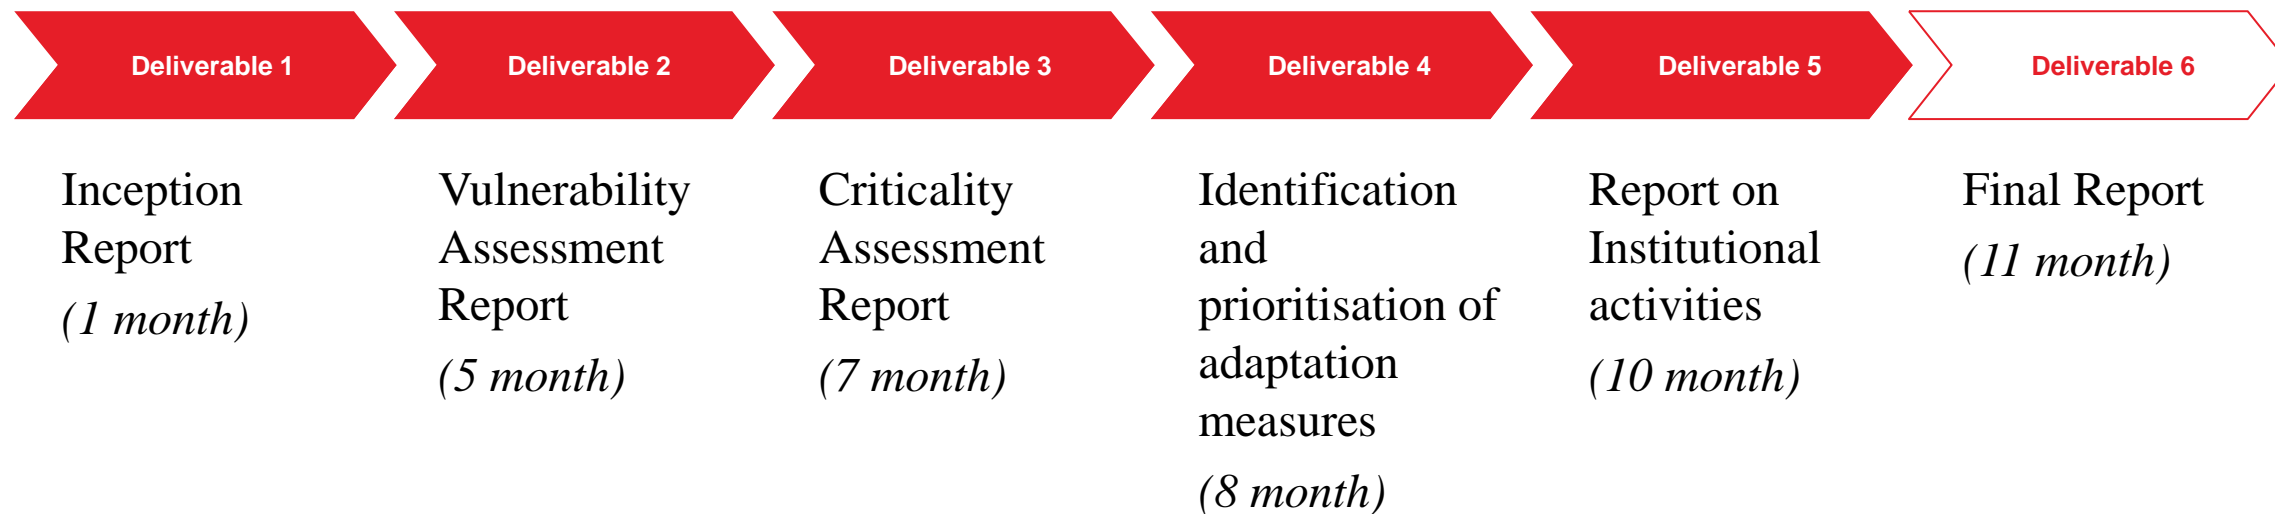 Deliverable 1
Deliverable 2
Deliverable 3
Deliverable 4
Deliverable 5
Deliverable 6
Inception
Report
(1 month)
Vulnerability
Assessment
Report
(5 month)
Criticality
Assessment
Report
(7 month)
Identification
and
prioritisation of
adaptation
measures
(8 month)
Report on
Institutional
activities
(10 month)
Final Report
(11 month)